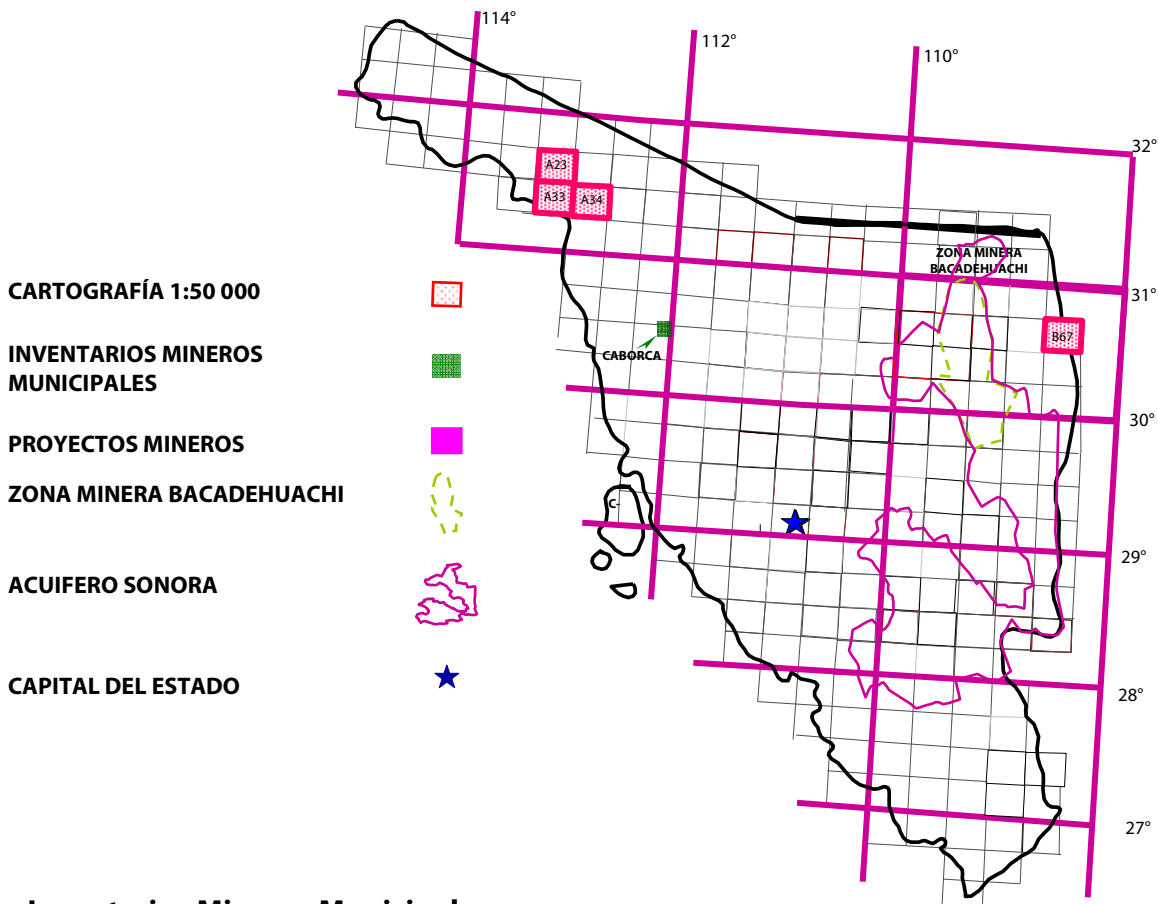 114°
112°
110°
32°
A23
A33
A34
ZONA MINERA
BACADEHUACHI
31°
CARTOGRAFÍA 1:50 000
B67
INVENTARIOS MINEROS
MUNICIPALES
CABORCA
30°
PROYECTOS MINEROS
ZONA MINERA BACADEHUACHI
C-
29°
ACUIFERO SONORA
CAPITAL DEL ESTADO
28°
27°